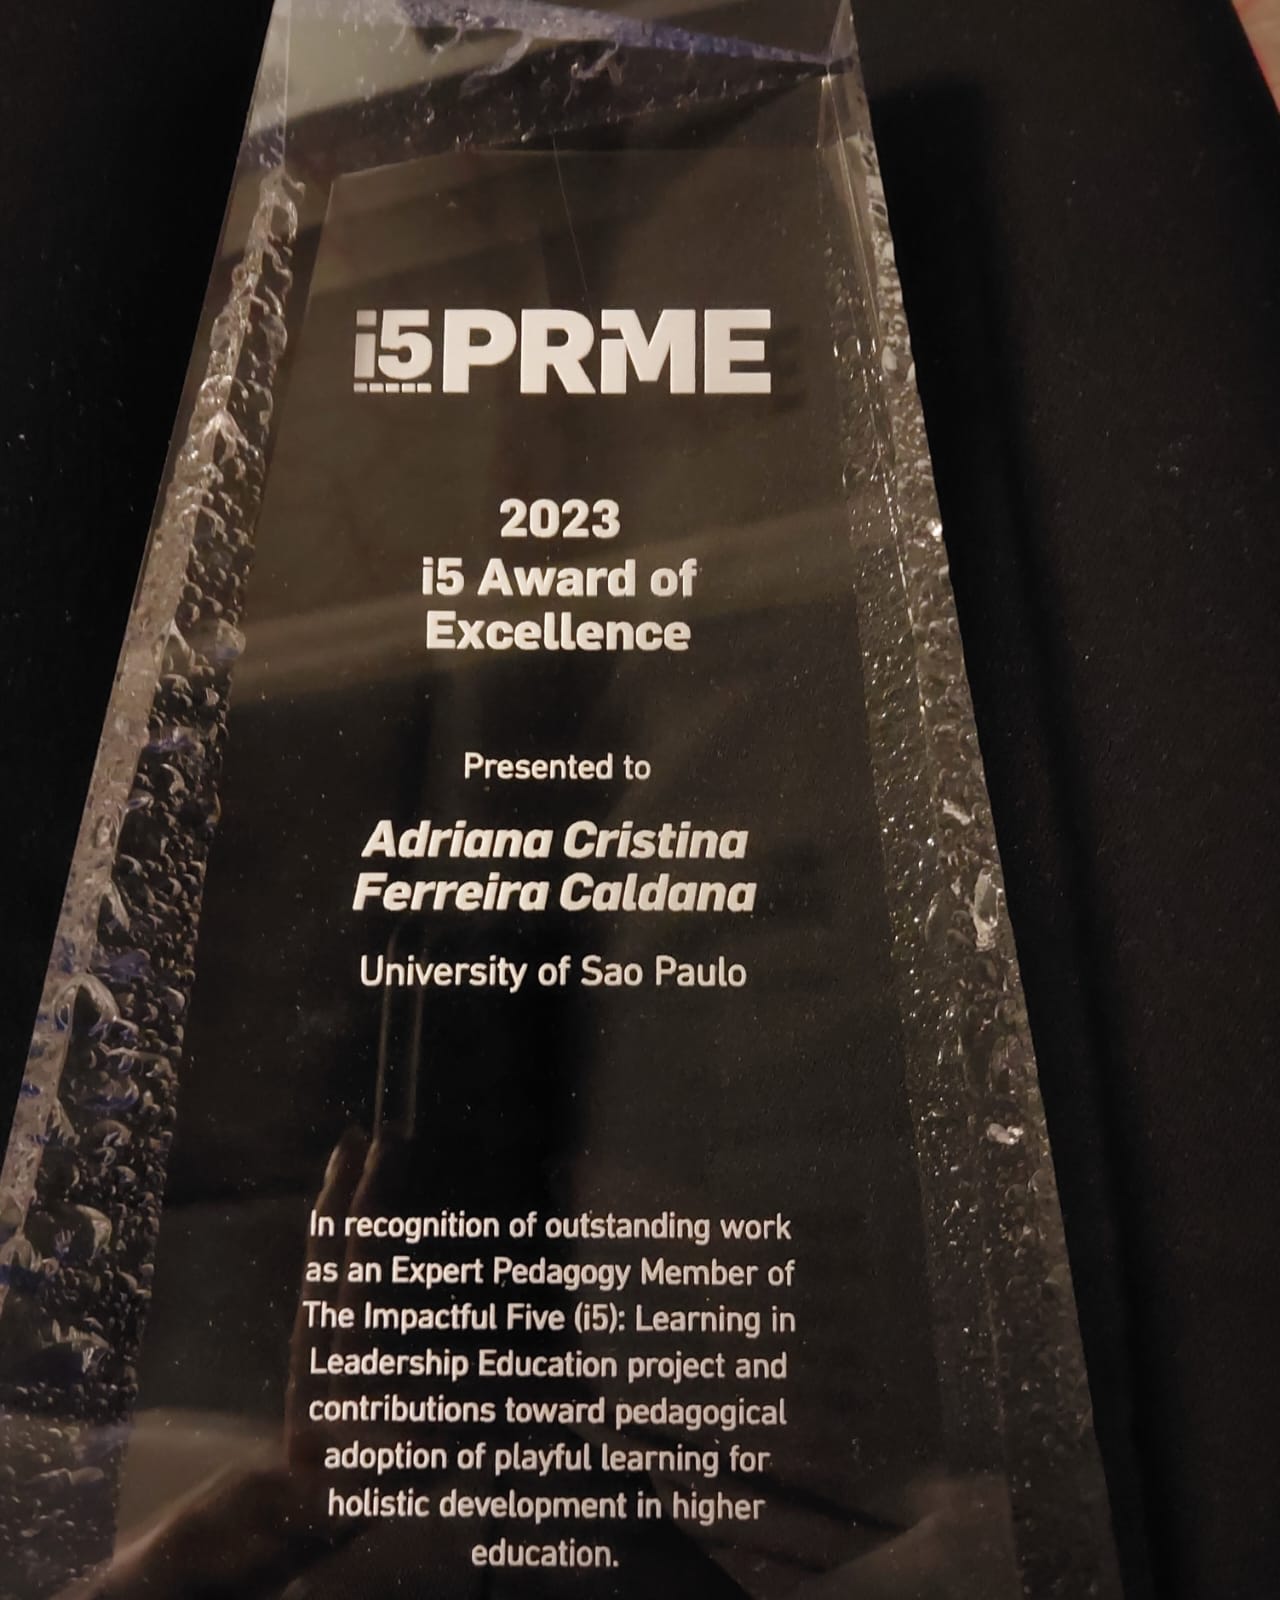 i5 PRME
2023
i5 Award of
Excellence
Presented to
Adriana Cristina
Ferreira Caldana
University of Sao Paulo
In recognition of outstanding work
as an Expert Pedagogy Member of
The Impactful Five (i5): Learning in
Leadership Education project and
contributions toward pedagogical
adoption of playful learning for
holistic development in higher
education.